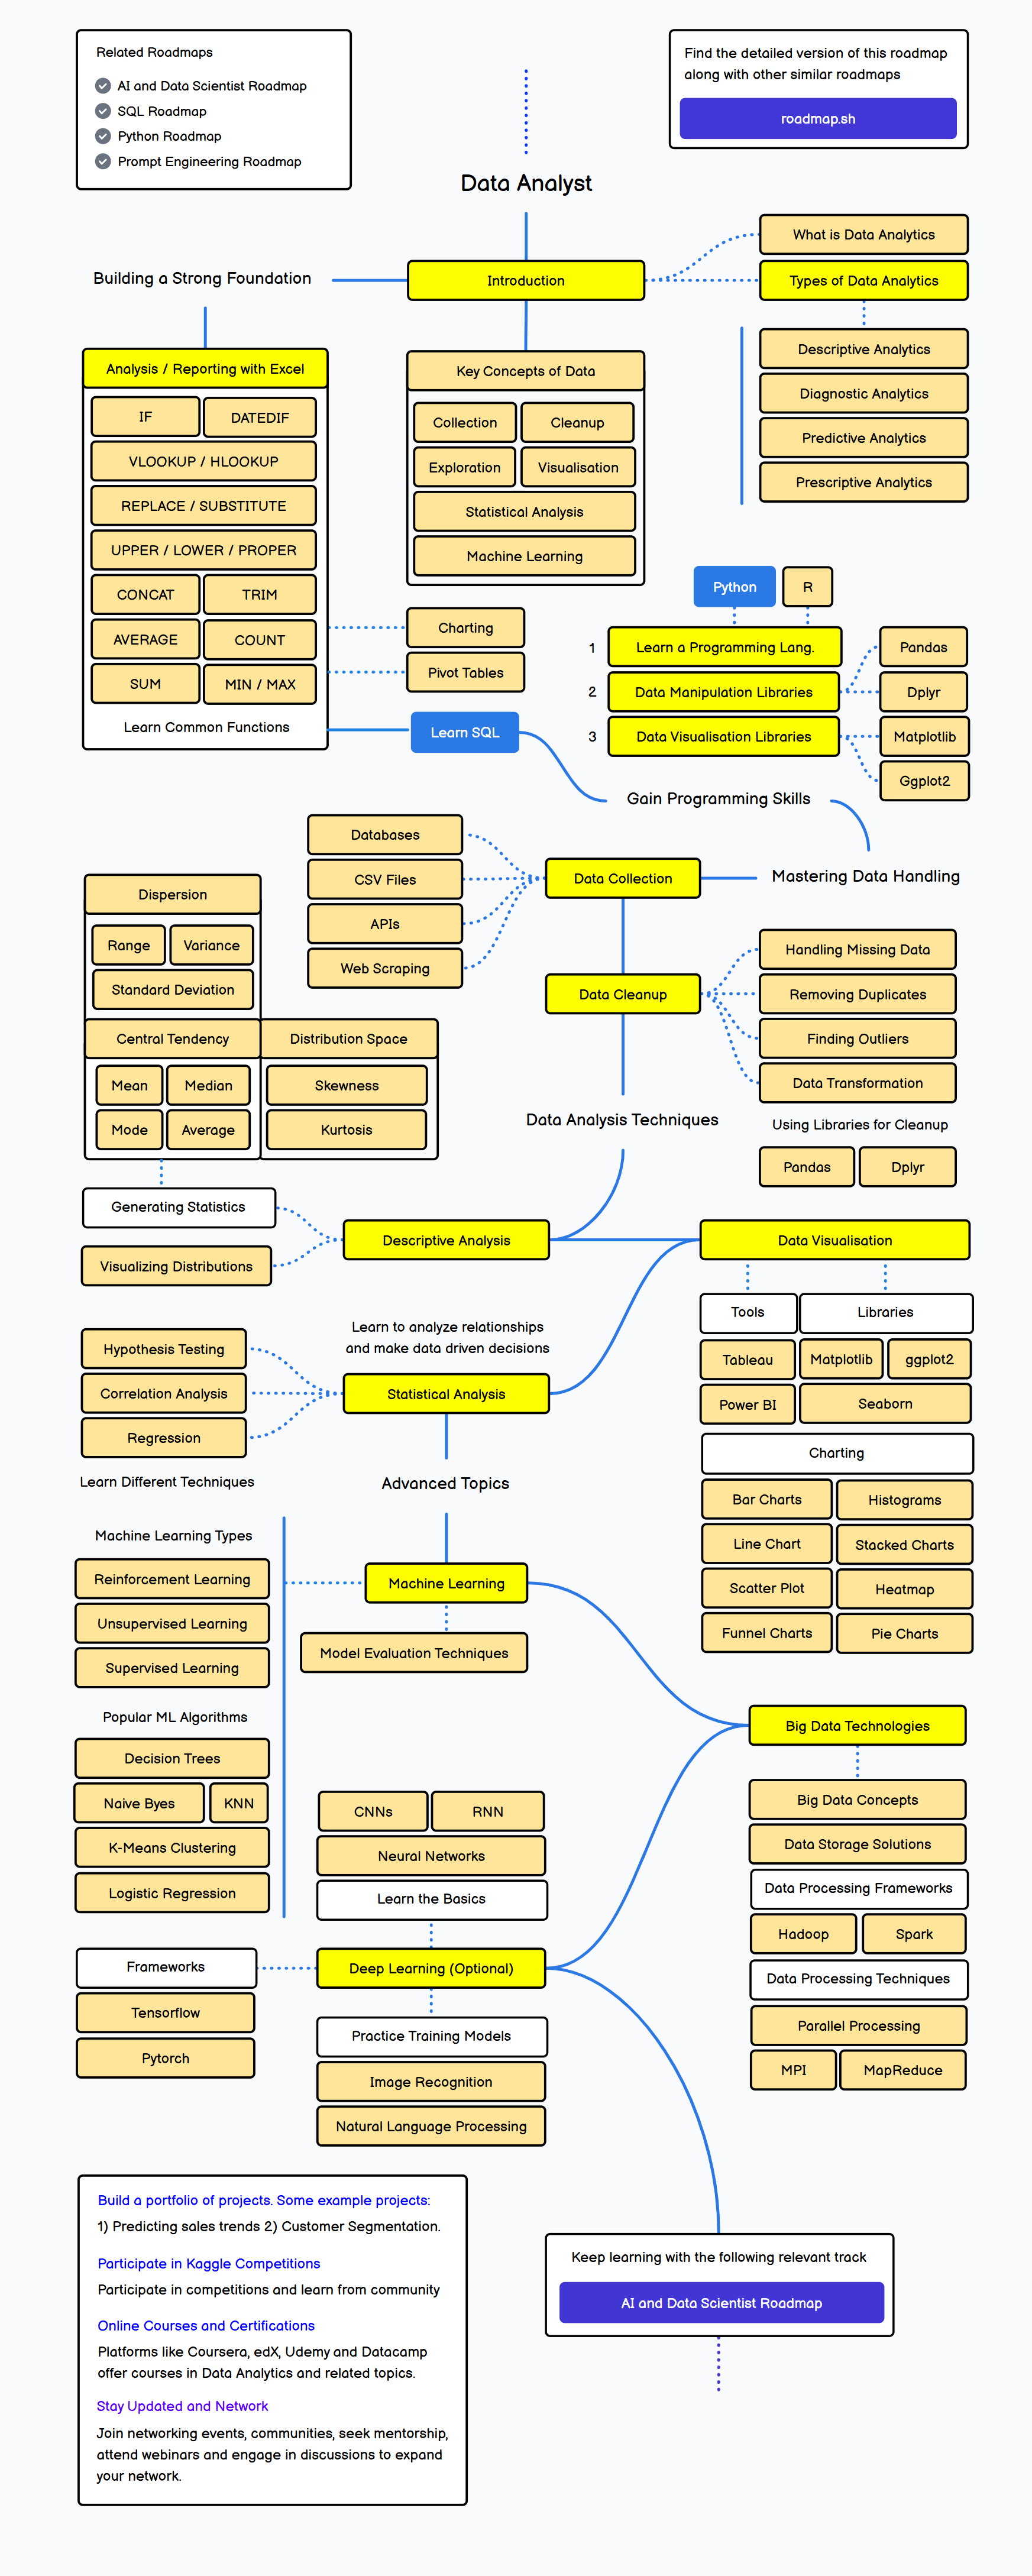 Related Roadmaps
AI and Data Scientist Roadmap
SQL Roadmap
Python Roadmap
Prompt Engineering Roadmap
Find the detailed version of this roadmap
along with other similar roadmaps
roadmap.sh
Data Analyst
Introduction
What is Data Analytics
Types of Data Analytics
Descriptive Analytics
Diagnostic Analytics
Predictive Analytics
Prescriptive Analytics
Building a Strong Foundation
Key Concepts of Data
Collection
Cleanup
Exploration
Visualisation
Statistical Analysis
Machine Learning
Analysis / Reporting with Excel
IF
DATEDIF
VLOOKUP / HLOOKUP
REPLACE / SUBSTITUTE
UPPER / LOWER / PROPER
CONCAT
TRIM
AVERAGE
COUNT
SUM
MIN / MAX
Learn Common Functions
Charting
Pivot Tables
Learn SQL
Python
R
1
Learn a Programming Lang.
2
Data Manipulation Libraries
3
Data Visualisation Libraries
Pandas
Dplyr
Matplotlib
Ggplot2
Gain Programming Skills
Mastering Data Handling
Data Collection
Databases
CSV Files
APIs
Web Scraping
Data Cleanup
Handling Missing Data
Removing Duplicates
Finding Outliers
Data Transformation
Using Libraries for Cleanup
Pandas
Dplyr
Data Analysis Techniques
Dispersion
Range
Variance
Standard Deviation
Central Tendency
Distribution Space
Mean
Median
Skewness
Mode
Average
Kurtosis
Generating Statistics
Visualizing Distributions
Descriptive Analysis
Data Visualisation
Tools
Libraries
Tableau
Matplotlib
ggplot2
Power BI
Seaborn
Charting
Bar Charts
Histograms
Line Chart
Stacked Charts
Scatter Plot
Heatmap
Funnel Charts
Pie Charts
Learn to analyze relationships
and make data driven decisions
Statistical Analysis
Hypothesis Testing
Correlation Analysis
Regression
Learn Different Techniques
Advanced Topics
Machine Learning
Model Evaluation Techniques
Machine Learning Types
Reinforcement Learning
Unsupervised Learning
Supervised Learning
Popular ML Algorithms
Decision Trees
Naive Byes
KNN
K-Means Clustering
Logistic Regression
Big Data Technologies
Big Data Concepts
Data Storage Solutions
Data Processing Frameworks
Hadoop
Spark
Data Processing Techniques
Parallel Processing
MPI
MapReduce
CNNs
RNN
Neural Networks
Learn the Basics
Deep Learning (Optional)
Frameworks
Tensorflow
Pytorch
Practice Training Models
Image Recognition
Natural Language Processing
Build a portfolio of projects. Some example projects:
1) Predicting sales trends 2) Customer Segmentation.
Participate in Kaggle Competitions
Participate in competitions and learn from community
Online Courses and Certifications
Platforms like Coursera, edX, Udemy and Datacamp
offer courses in Data Analytics and related topics.
Stay Updated and Network
Join networking events, communities, seek mentorship,
attend webinars and engage in discussions to expand
your network.
Keep learning with the following relevant track
AI and Data Scientist Roadmap